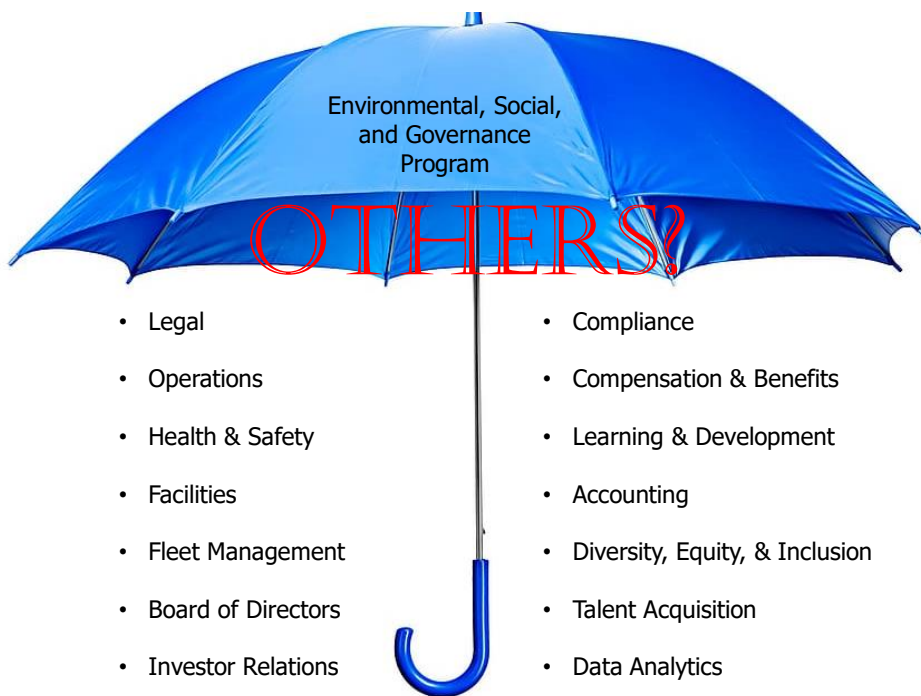 Environmental, Social,
and Governance
Program
OTHERS?
• Legal
• Operations
• Health & Safety
• Facilities
• Fleet Management
• Board of Directors
• Investor Relations
• Compliance
• Compensation & Benefits
• Learning & Development
• Accounting
• Diversity, Equity, & Inclusion
• Talent Acquisition
• Data Analytics